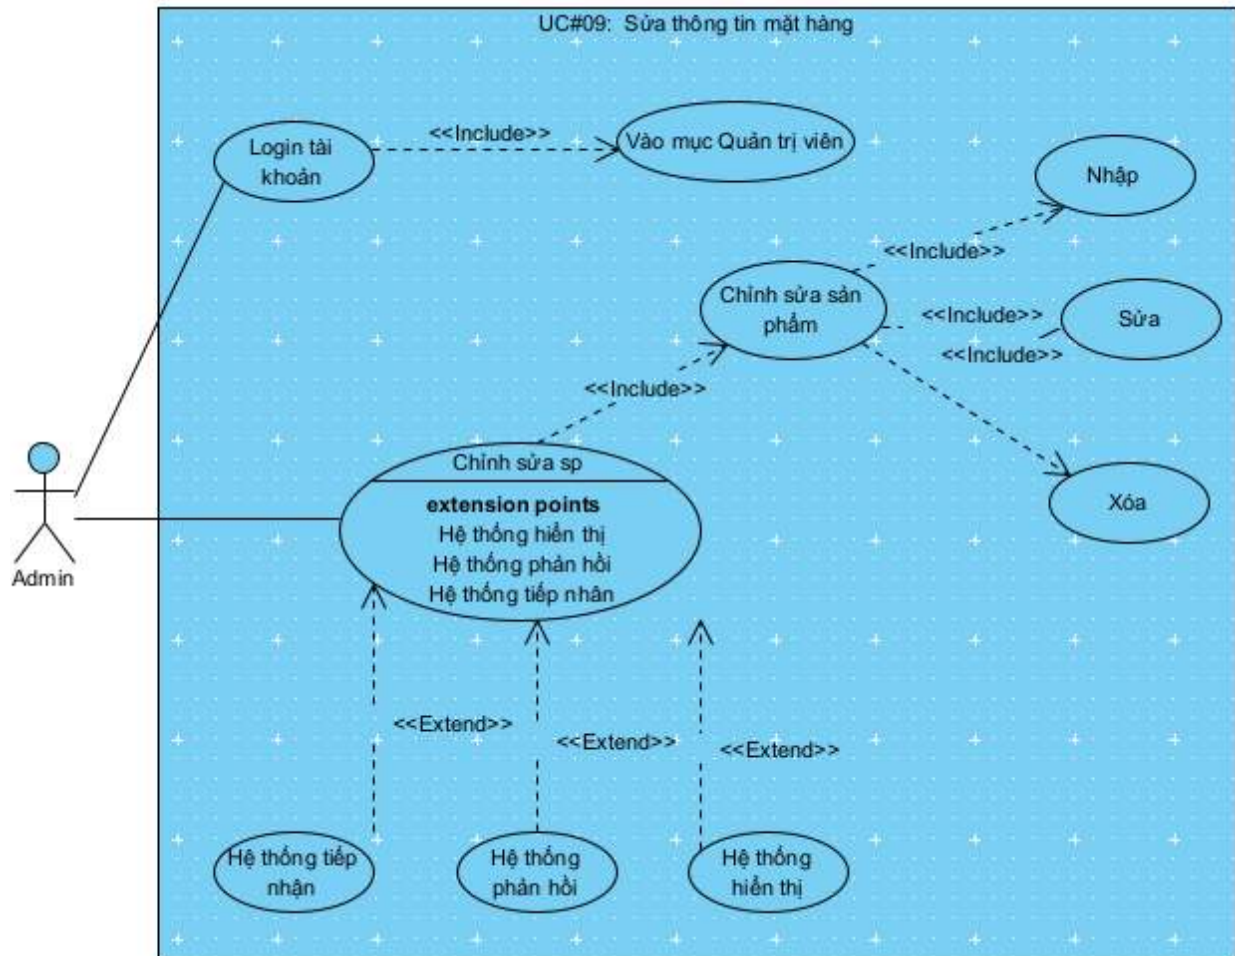 UC#09: Sửa thông tin mặt hàng
Login tài
khoản
<<Include>>
Vào mục Quản trị viên
Nhập
<<Include>>
Chỉnh sửa sản
phẩm
<<Include>>
Sửa
<<Include>>
<<Include>>
Chỉnh sửa sp
extension points
Hệ thống hiển thị
Hệ thống phản hồi
Hệ thống tiếp nhân
Xóa
Admin
<<Extend>>
<<Extend>>
<<Extend>>
Hệ thống tiếp
nhận
Hệ thống
phản hồi
Hệ thống
hiển thị